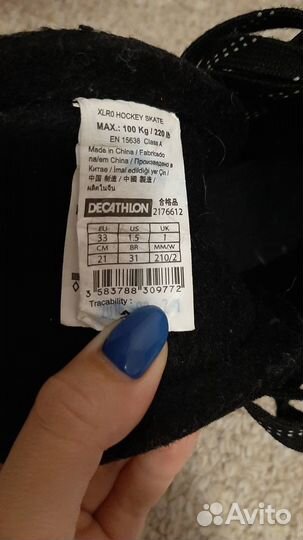 XLR0 HOCKEY SKATE
MAX.: 100 Kg / 220 lb
EN 15638 Class A
Made in China / Fabricado
na/em China / Произведено в
Китае / Imal edildiği yer Çin /
中国 制造 / 中國 製造 /
ผลิตในจีน
DECATHLON 合格品 2176612
EU US UK
33 1.5 1
CM BR MM/W
21 31 210/2
3 583788 309772
Tracability :
Avito